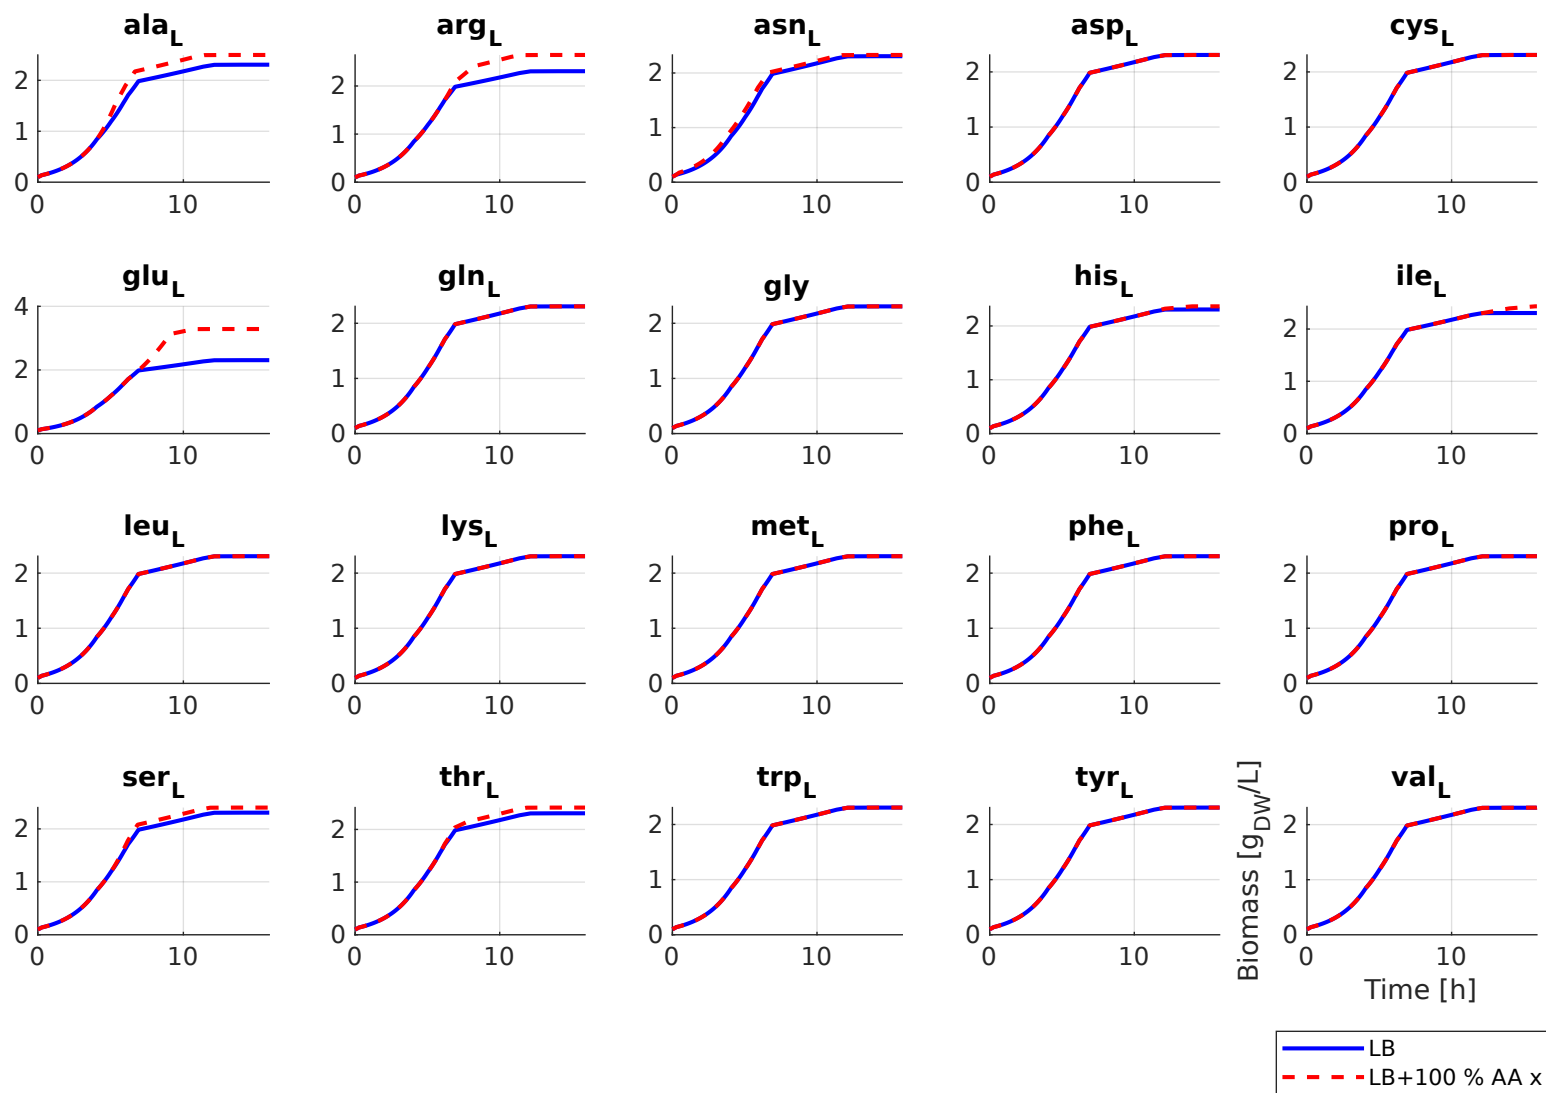 ala_L arg_L asn_L asp_L cys_L
2 2 2 2 2
1 1 1 1 1
0 0 0 0 0
0 10 0 10 0 10 0 10 0 10
glu_L gln_L gly his_L ile_L
4
2 2 2 2 2
1 1 1 1
0 0 0 0 0
0 10 0 10 0 10 0 10 0 10
leu_L lys_L met_L phe_L pro_L
2 2 2 2 2
1 1 1 1 1
0 0 0 0 0
0 10 0 10 0 10 0 10 0 10
ser_L thr_L trp_L tyr_L val_L
2 2 2 2 2
1 1 1 1 1
0 0 0 0 0
0 10 0 10 0 10 0 10 0 10
Biomass [g_DW/L]
Time [h]
LB
LB+100 % AA x